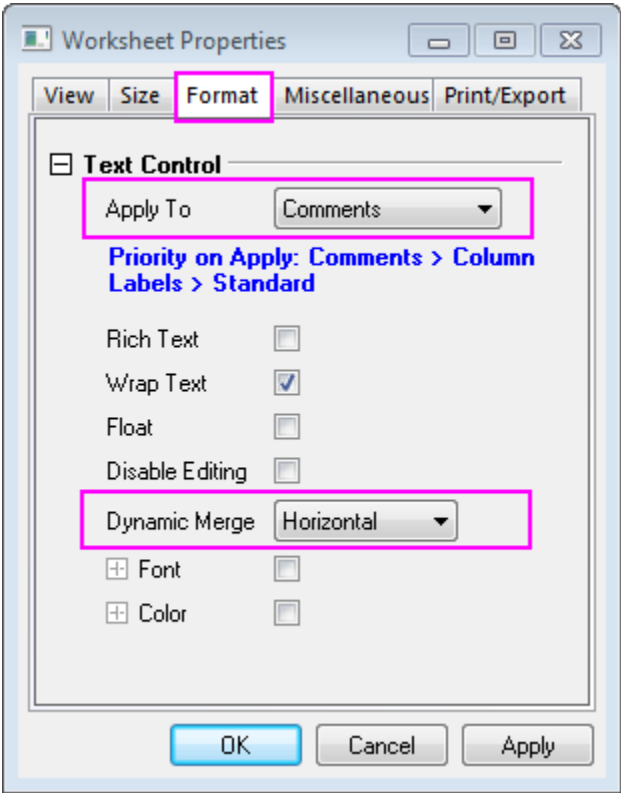 Worksheet Properties
View Size Format Miscellaneous Print/Export
Text Control
Apply To Comments
Priority on Apply: Comments > Column
Labels > Standard
Rich Text
Wrap Text
Float
Disable Editing
Dynamic Merge Horizontal
Font
Color
OK Cancel Apply